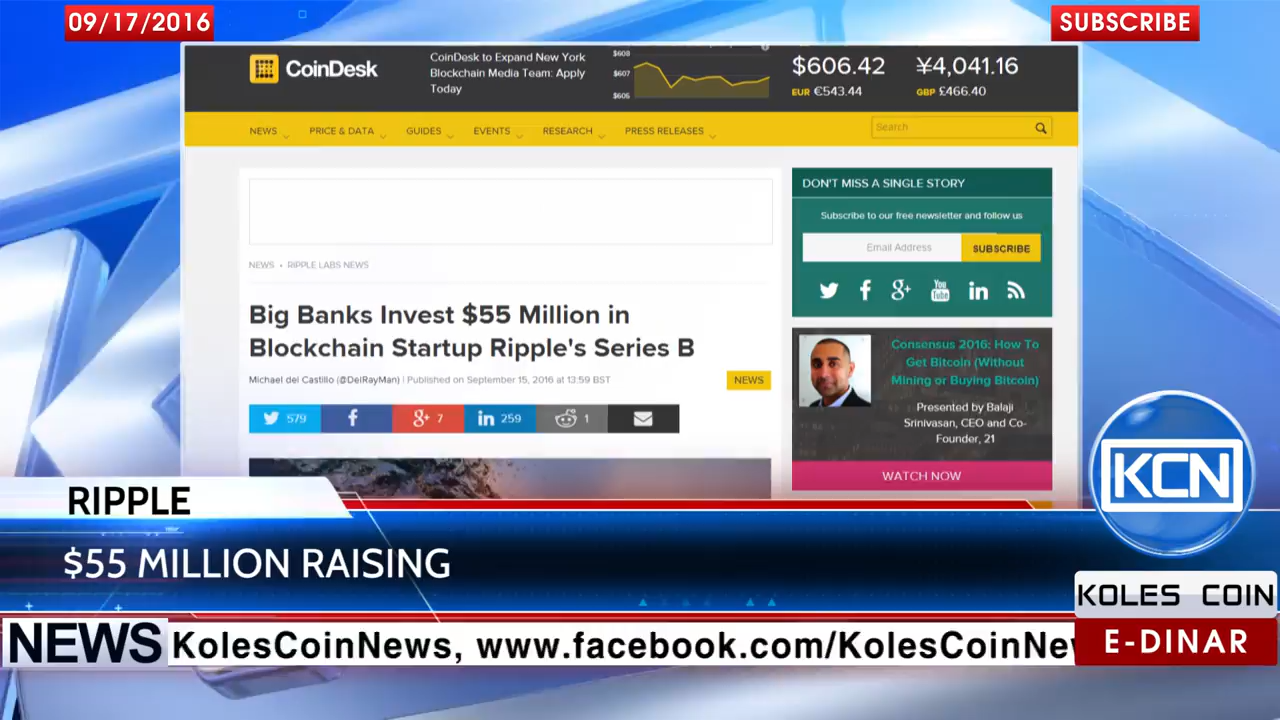 09/17/2016
SUBSCRIBE
CoinDesk
CoinDesk to Expand New York
Blockchain Media Team: Apply
Today
$608
$607
$606
$606.42
¥4,041.16
EUR €543.44
GBP £466.40
NEWS
PRICE & DATA
GUIDES
EVENTS
RESEARCH
PRESS RELEASES
Search
DON'T MISS A SINGLE STORY
Subscribe to our free newsletter and follow us
Email Address
SUBSCRIBE
You
Tube
NEWS • RIPPLE LABS NEWS
Big Banks Invest $55 Million in
Blockchain Startup Ripple's Series B
Michael del Castillo (@DelRayMan) | Published on September 15, 2016 at 13:59 BST
NEWS
579
7
259
1
Consensus 2016: How To
Get Bitcoin (Without
Mining or Buying Bitcoin)
Presented by Balaji
Srinivasan, CEO and Co-
Founder, 21
WATCH NOW
KCN
RIPPLE
$55 MILLION RAISING
KOLES COIN
NEWS
KolesCoinNews, www.facebook.com/KolesCoinNe
E-DINAR